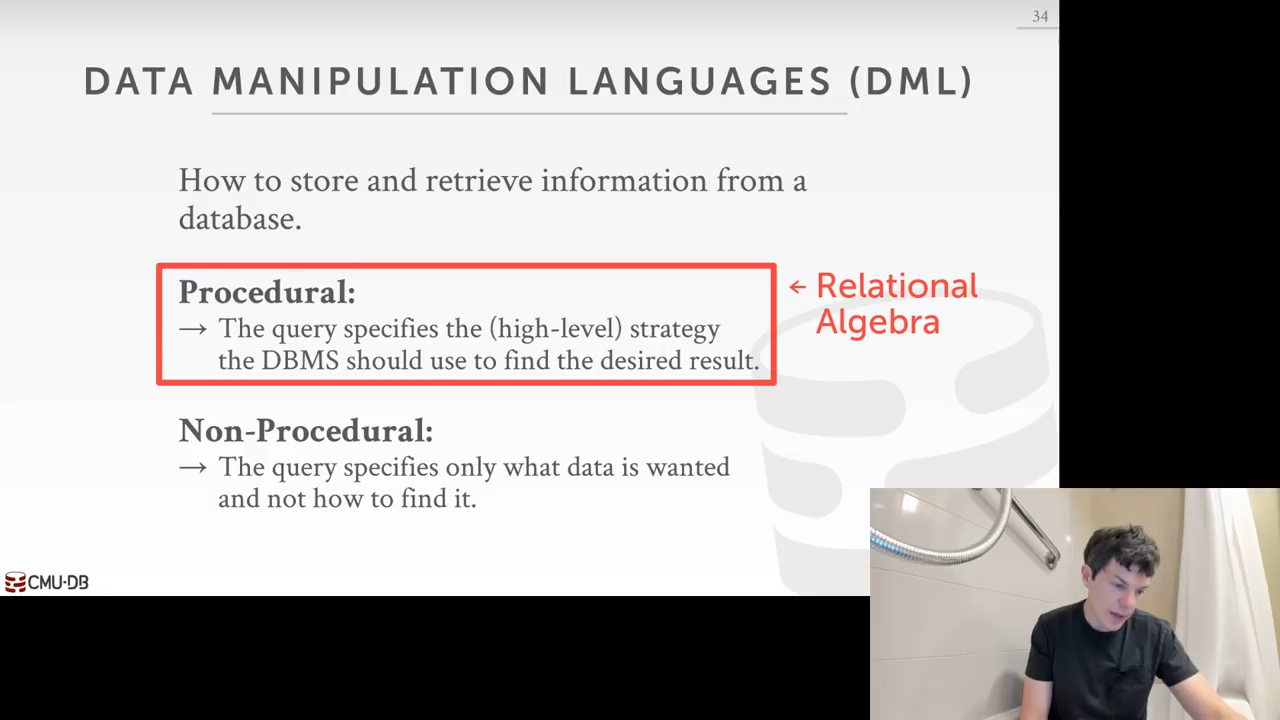 34
DATA MANIPULATION LANGUAGES (DML)
How to store and retrieve information from a
database.
Procedural:
→ The query specifies the (high-level) strategy
the DBMS should use to find the desired result.
← Relational
Algebra
Non-Procedural:
→ The query specifies only what data is wanted
and not how to find it.
CMU·DB